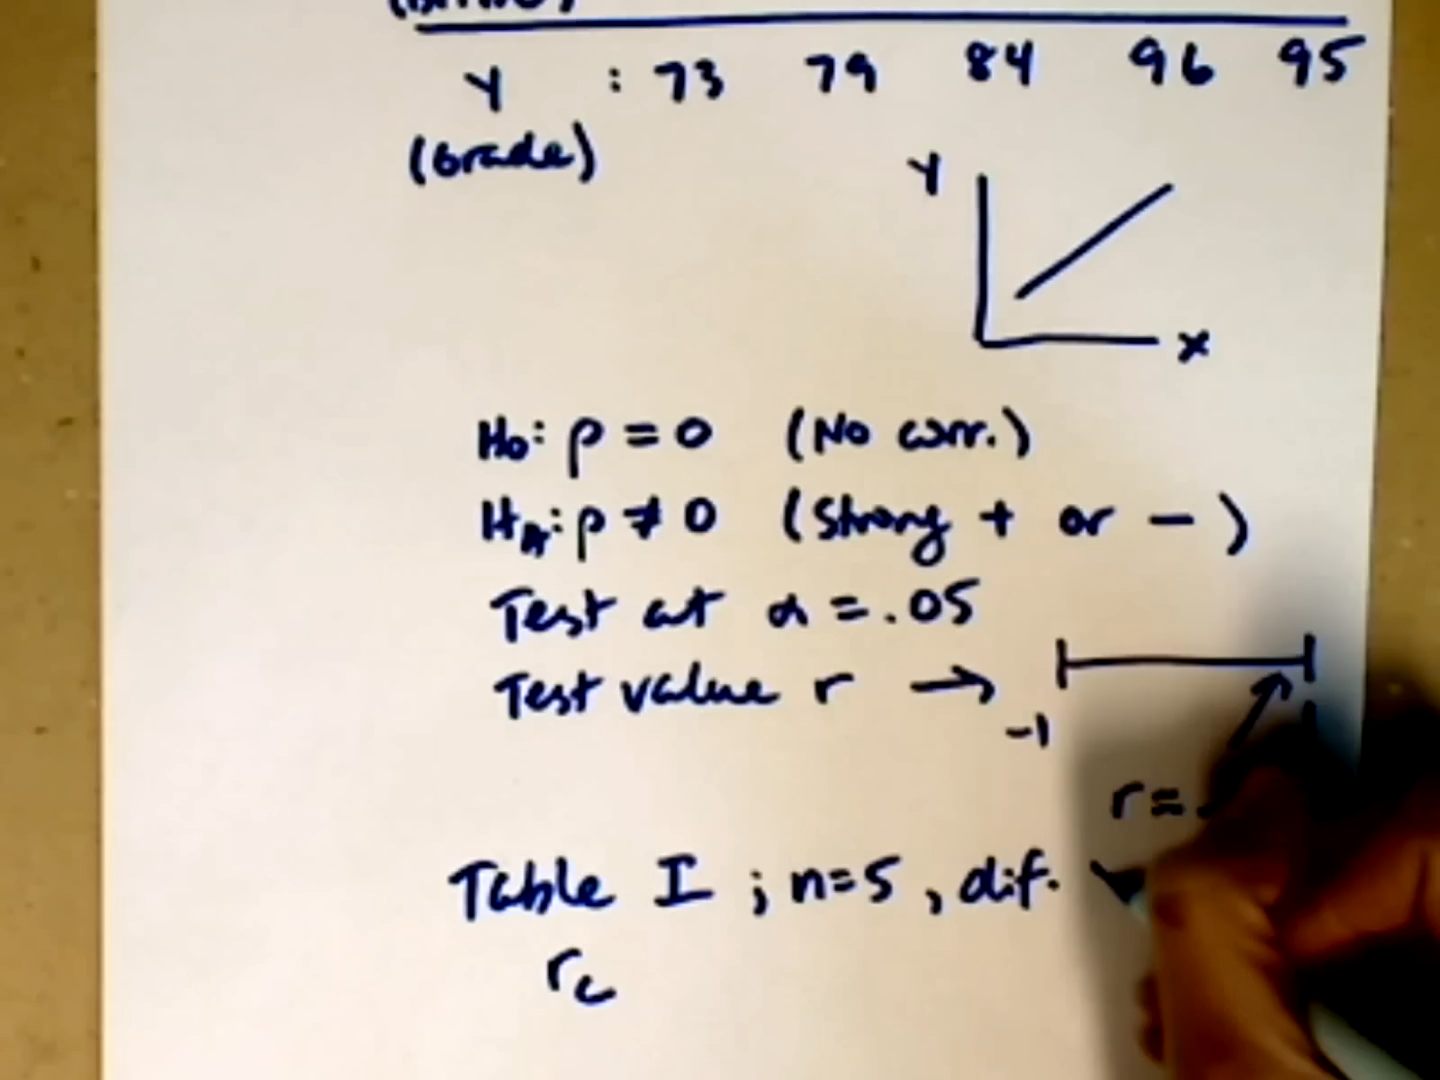 Y : 73 79 84 96 95
(Grade)
Y
X
Ho: ρ = 0 (No corr.)
HA: ρ ≠ 0 (Strong + or - )
Test at α = .05
Test value r →
-1
r=.
Table I ; n=5 , d.f.
rc